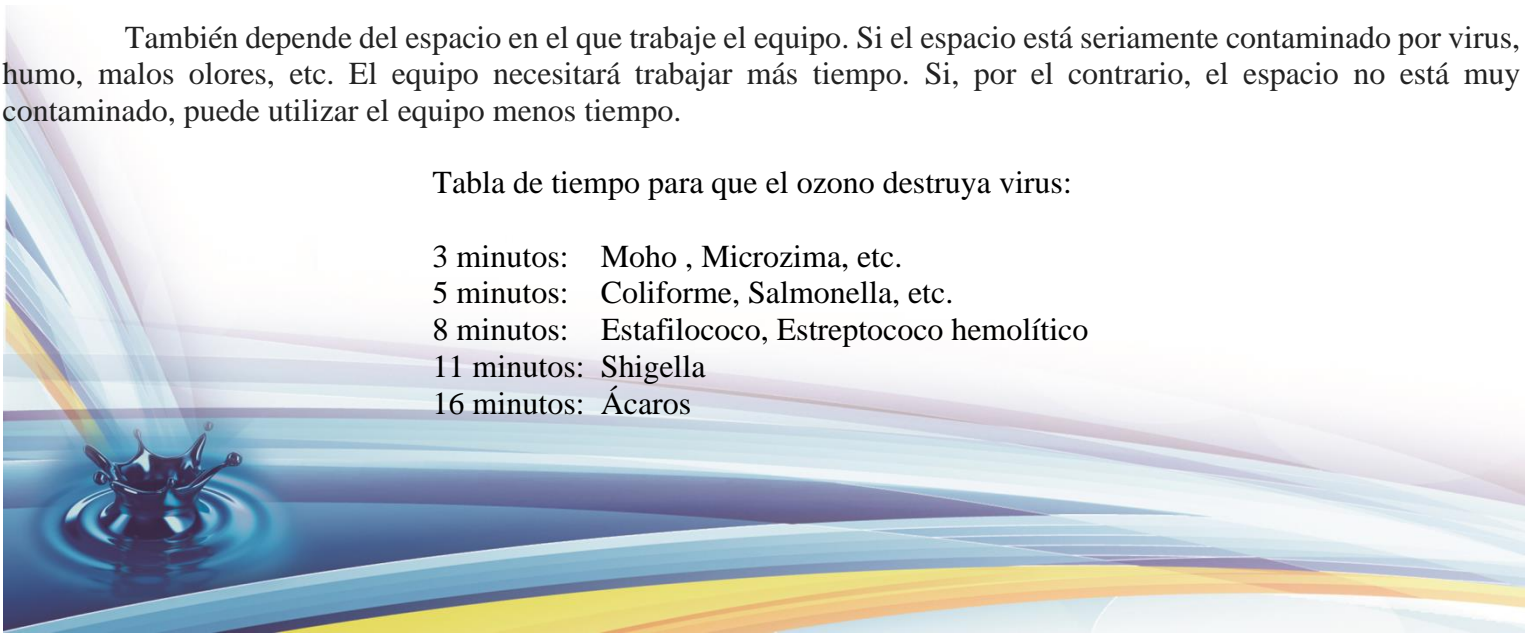 También depende del espacio en el que trabaje el equipo. Si el espacio está seriamente contaminado por virus,
humo, malos olores, etc. El equipo necesitará trabajar más tiempo. Si, por el contrario, el espacio no está muy
contaminado, puede utilizar el equipo menos tiempo.
Tabla de tiempo para que el ozono destruya virus:
3 minutos: Moho , Microzima, etc.
5 minutos: Coliforme, Salmonella, etc.
8 minutos: Estafilococo, Estreptococo hemolítico
11 minutos: Shigella
16 minutos: Ácaros